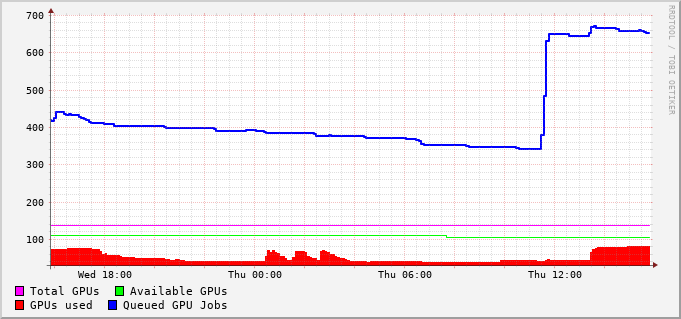 700
600
500
400
300
200
100
Wed 18:00 Thu 00:00 Thu 06:00 Thu 12:00
Total GPUs Available GPUs
GPUs used Queued GPU Jobs
RRDTOOL / TOBI OETIKER